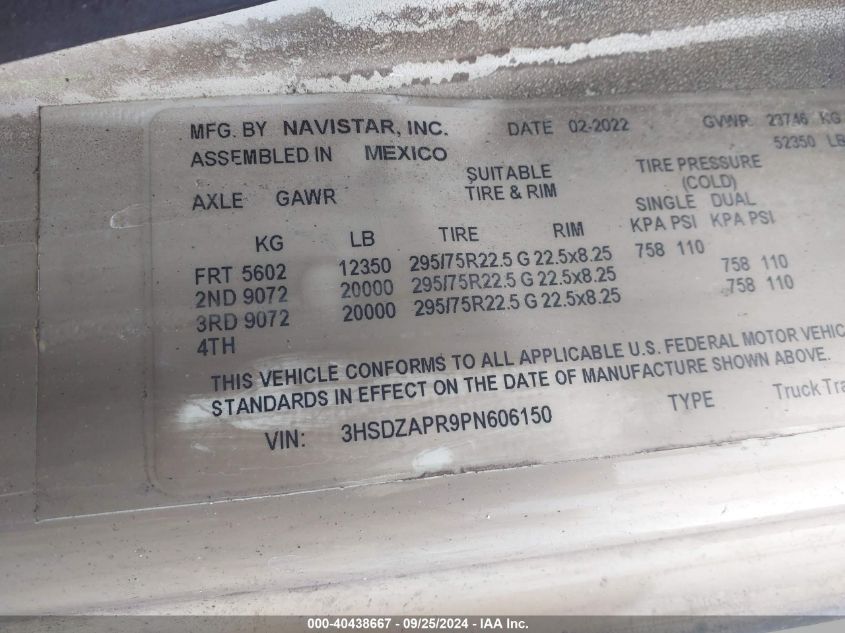 MFG. BY NAVISTAR, INC. DATE 02-2022 GVWR 23746 KG
ASSEMBLED IN MEXICO 52350 LB
SUITABLE TIRE PRESSURE
AXLE GAWR TIRE & RIM (COLD)
SINGLE DUAL
KG LB TIRE RIM KPA PSI KPA PSI
FRT 5602 12350 295/75R22.5 G 22.5x8.25 758 110
2ND 9072 20000 295/75R22.5 G 22.5x8.25 758 110
3RD 9072 20000 295/75R22.5 G 22.5x8.25 758 110
4TH
THIS VEHICLE CONFORMS TO ALL APPLICABLE U.S. FEDERAL MOTOR VEHIC
STANDARDS IN EFFECT ON THE DATE OF MANUFACTURE SHOWN ABOVE.
VIN: 3HSDZAPR9PN606150 TYPE Truck Tra
000-40438667 - 09/25/2024 - IAA Inc.